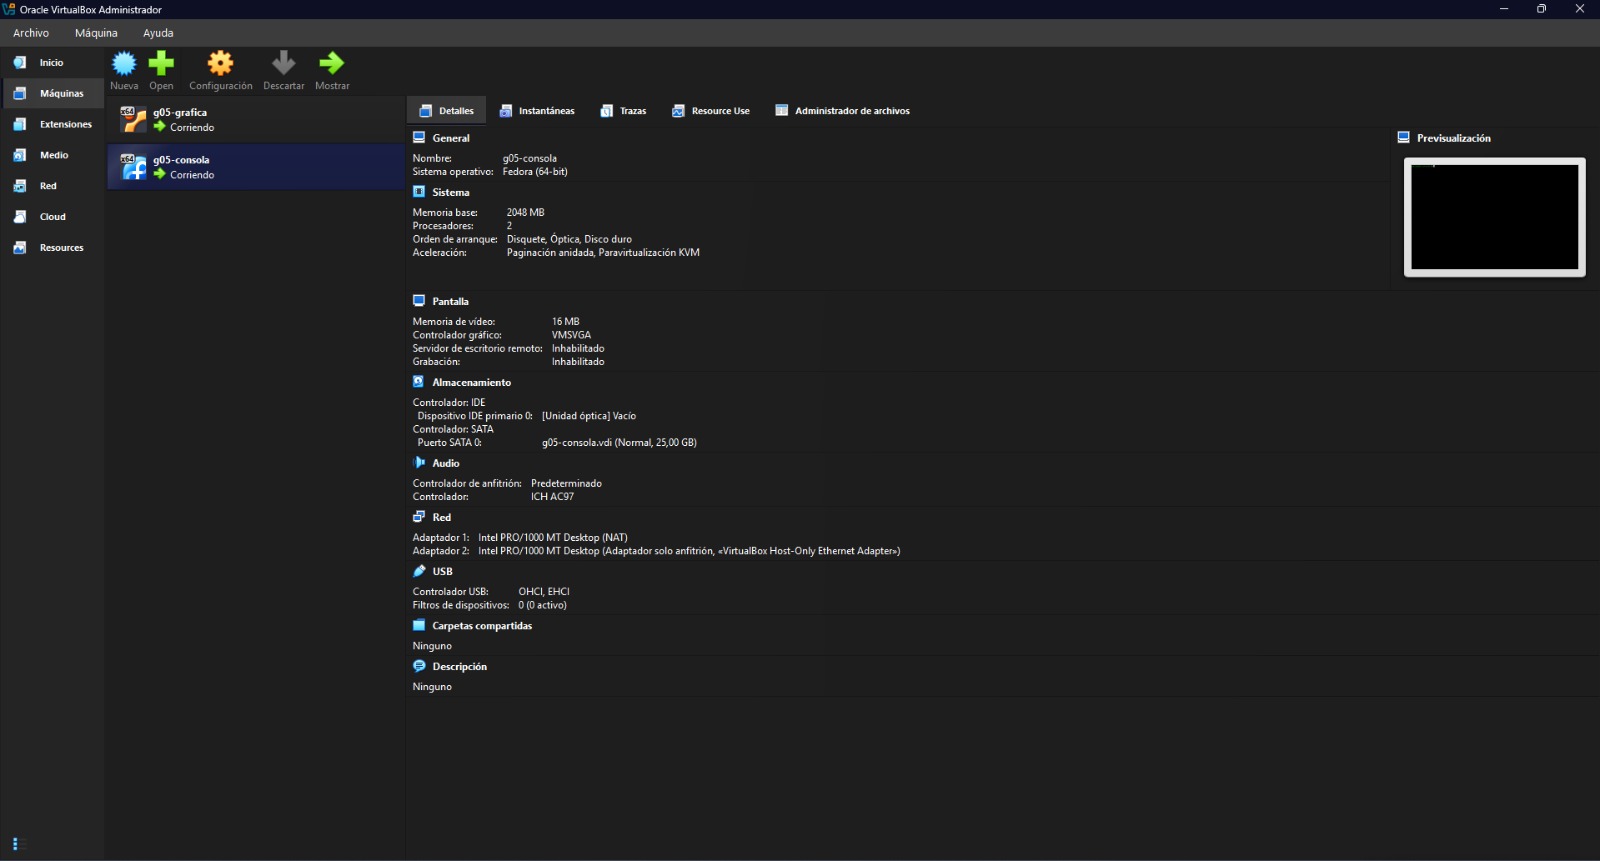 Oracle VirtualBox Administrador
Archivo Máquina Ayuda
Inicio
Máquinas
Extensiones
Medio
Red
Cloud
Resources
Nueva Open Configuración Descartar Mostrar
x64 g05-grafica
Corriendo
x64 g05-consola
Corriendo
Detalles Instantáneas Trazas Resource Use Administrador de archivos
General
Nombre: g05-consola
Sistema operativo: Fedora (64-bit)
Sistema
Memoria base: 2048 MB
Procesadores: 2
Orden de arranque: Disquete, Óptica, Disco duro
Aceleración: Paginación anidada, Paravirtualización KVM
Pantalla
Memoria de vídeo: 16 MB
Controlador gráfico: VMSVGA
Servidor de escritorio remoto: Inhabilitado
Grabación: Inhabilitado
Almacenamiento
Controlador: IDE
Dispositivo IDE primario 0: [Unidad óptica] Vacío
Controlador: SATA
Puerto SATA 0: g05-consola.vdi (Normal, 25,00 GB)
Audio
Controlador de anfitrión: Predeterminado
Controlador: ICH AC97
Red
Adaptador 1: Intel PRO/1000 MT Desktop (NAT)
Adaptador 2: Intel PRO/1000 MT Desktop (Adaptador solo anfitrión, «VirtualBox Host-Only Ethernet Adapter»)
USB
Controlador USB: OHCI, EHCI
Filtros de dispositivos: 0 (0 activo)
Carpetas compartidas
Ninguno
Descripción
Ninguno
Previsualización